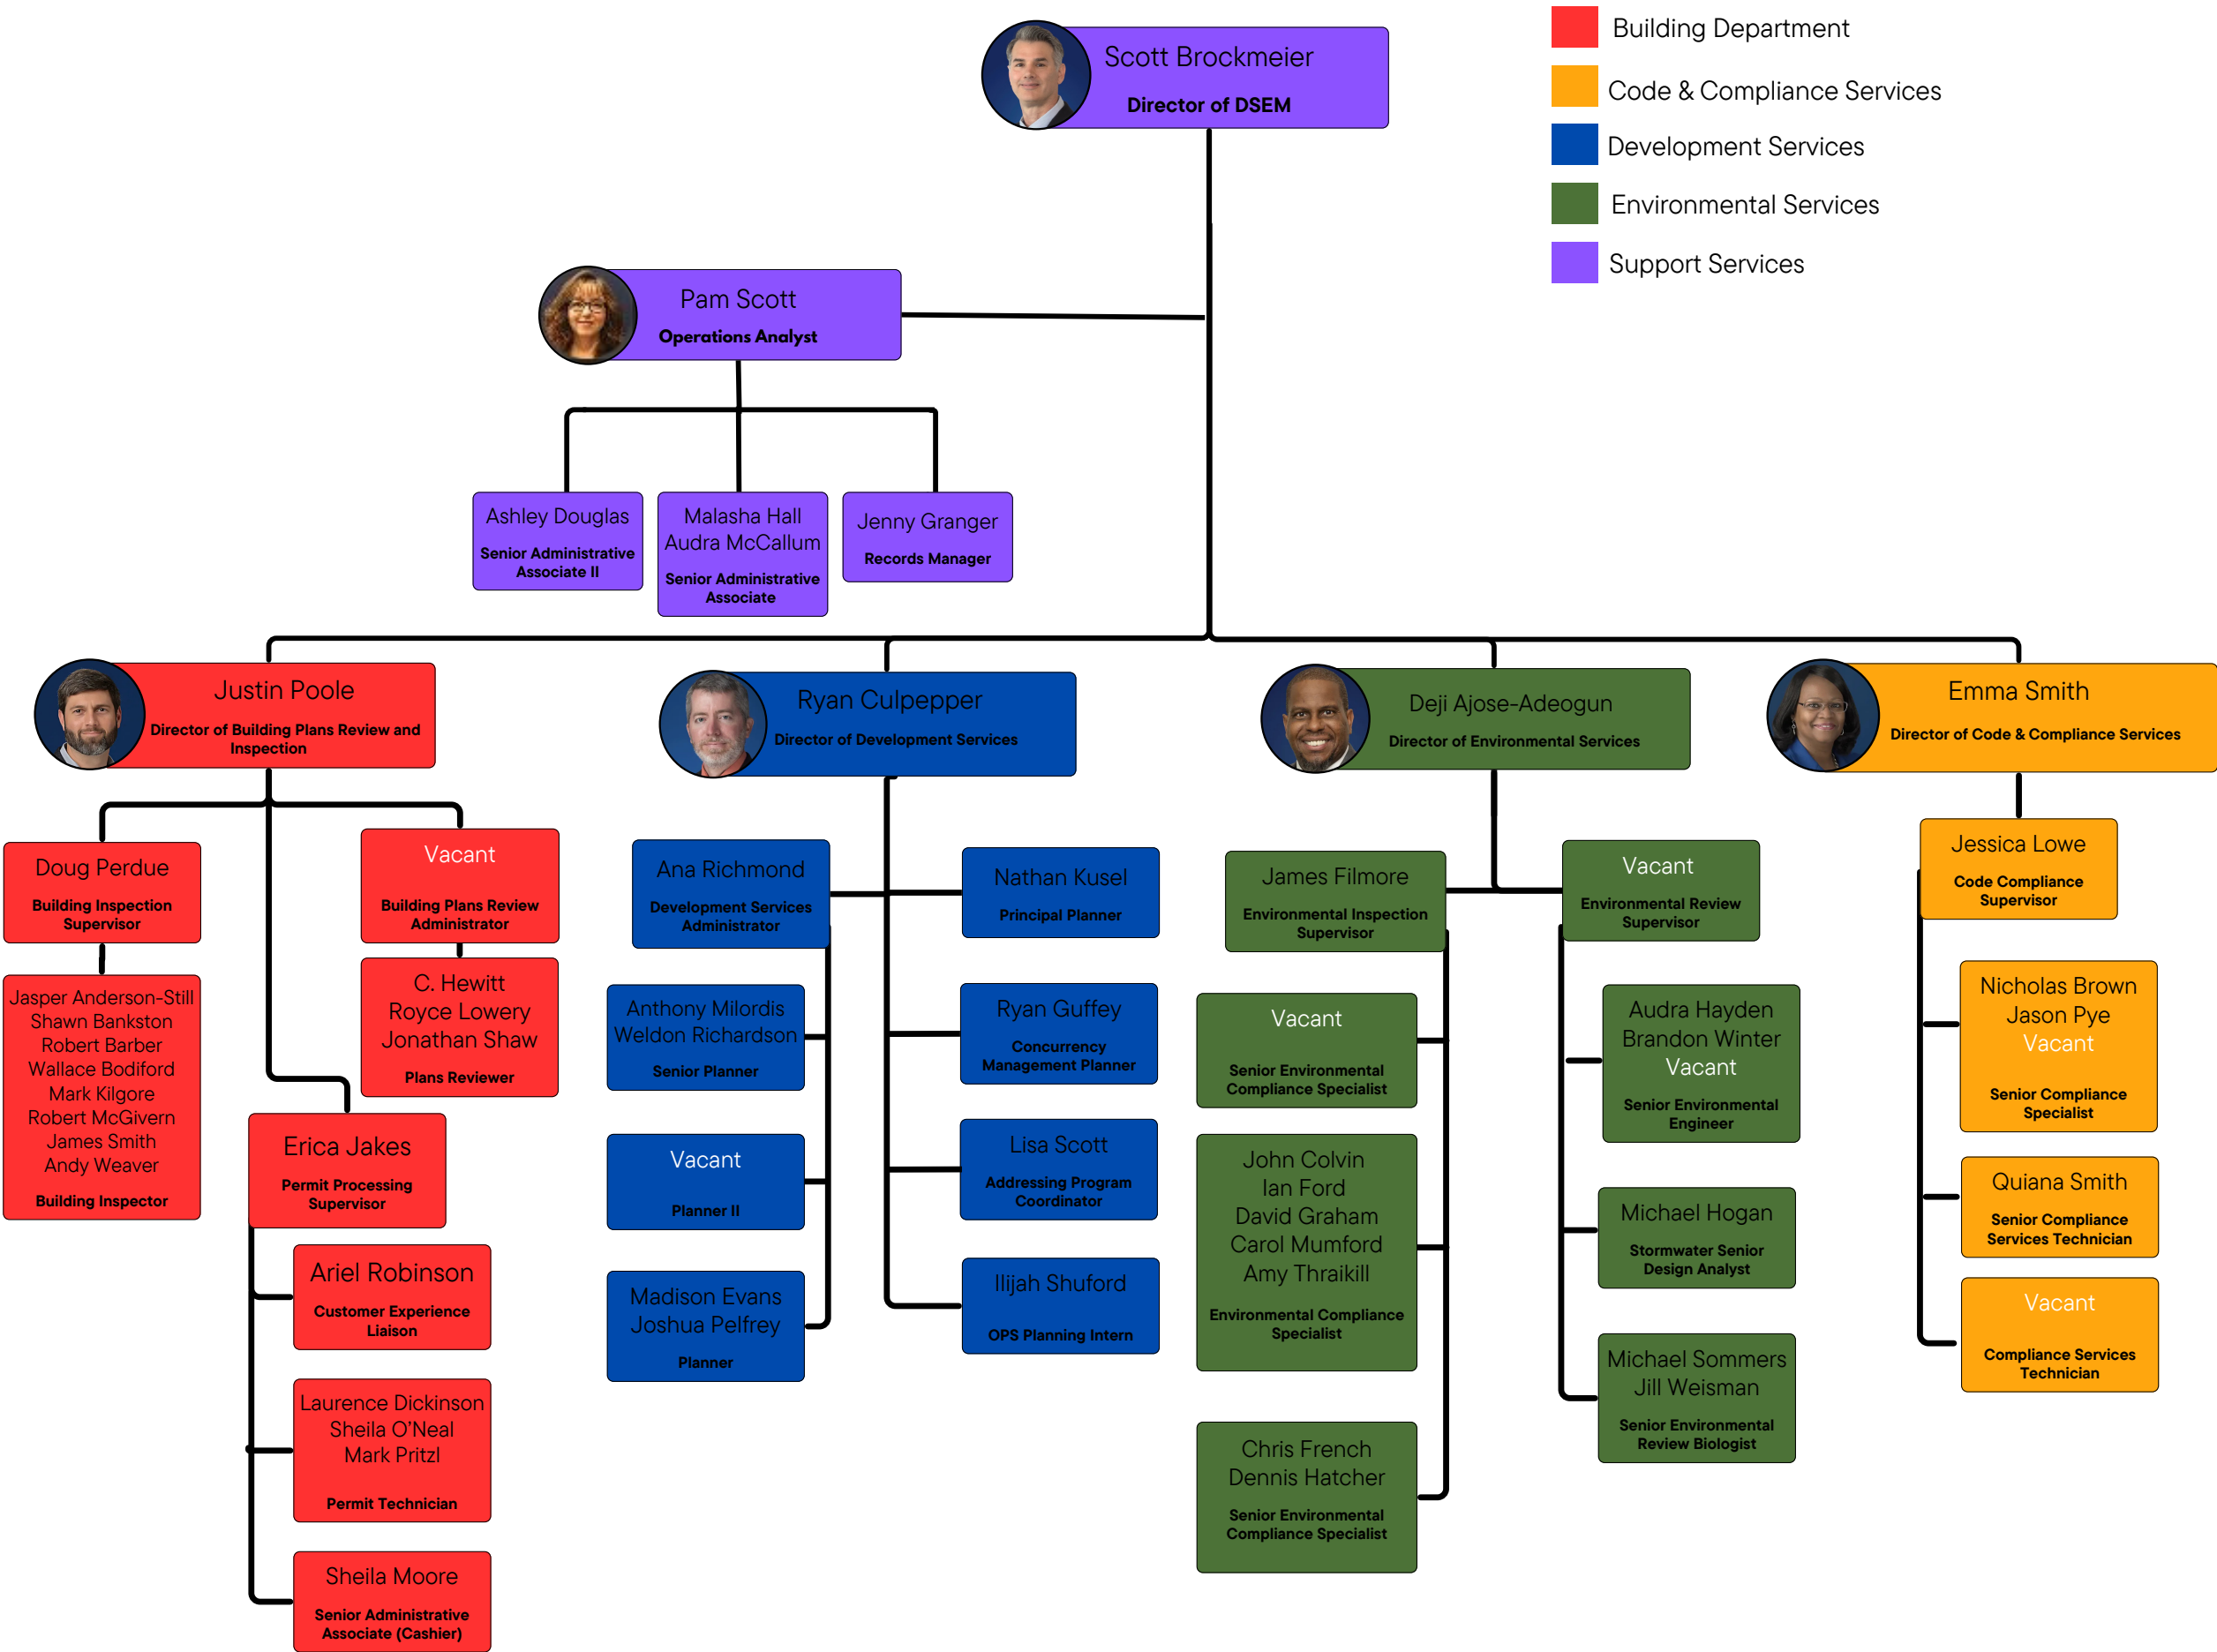 Building Department
Code & Compliance Services
Development Services
Environmental Services
Support Services
Scott Brockmeier
Director of DSEM
Pam Scott
Operations Analyst
Ashley Douglas
Senior Administrative
Associate II
Malasha Hall
Audra McCallum
Senior Administrative
Associate
Jenny Granger
Records Manager
Justin Poole
Director of Building Plans Review and
Inspection
Doug Perdue
Building Inspection
Supervisor
Jasper Anderson-Still
Shawn Bankston
Robert Barber
Wallace Bodiford
Mark Kilgore
Robert McGivern
James Smith
Andy Weaver
Building Inspector
Vacant
Building Plans Review
Administrator
C. Hewitt
Royce Lowery
Jonathan Shaw
Plans Reviewer
Erica Jakes
Permit Processing
Supervisor
Ariel Robinson
Customer Experience
Liaison
Laurence Dickinson
Sheila O'Neal
Mark Pritzl
Permit Technician
Sheila Moore
Senior Administrative
Associate (Cashier)
Ryan Culpepper
Director of Development Services
Ana Richmond
Development Services
Administrator
Anthony Milordis
Weldon Richardson
Senior Planner
Vacant
Planner II
Madison Evans
Joshua Pelfrey
Planner
Nathan Kusel
Principal Planner
Ryan Guffey
Concurrency
Management Planner
Lisa Scott
Addressing Program
Coordinator
Ilijah Shuford
OPS Planning Intern
Deji Ajose-Adeogun
Director of Environmental Services
James Filmore
Environmental Inspection
Supervisor
Vacant
Senior Environmental
Compliance Specialist
John Colvin
Ian Ford
David Graham
Carol Mumford
Amy Thraikill
Environmental Compliance
Specialist
Chris French
Dennis Hatcher
Senior Environmental
Compliance Specialist
Vacant
Environmental Review
Supervisor
Audra Hayden
Brandon Winter
Vacant
Senior Environmental
Engineer
Michael Hogan
Stormwater Senior
Design Analyst
Michael Sommers
Jill Weisman
Senior Environmental
Review Biologist
Emma Smith
Director of Code & Compliance Services
Jessica Lowe
Code Compliance
Supervisor
Nicholas Brown
Jason Pye
Vacant
Senior Compliance
Specialist
Quiana Smith
Senior Compliance
Services Technician
Vacant
Compliance Services
Technician